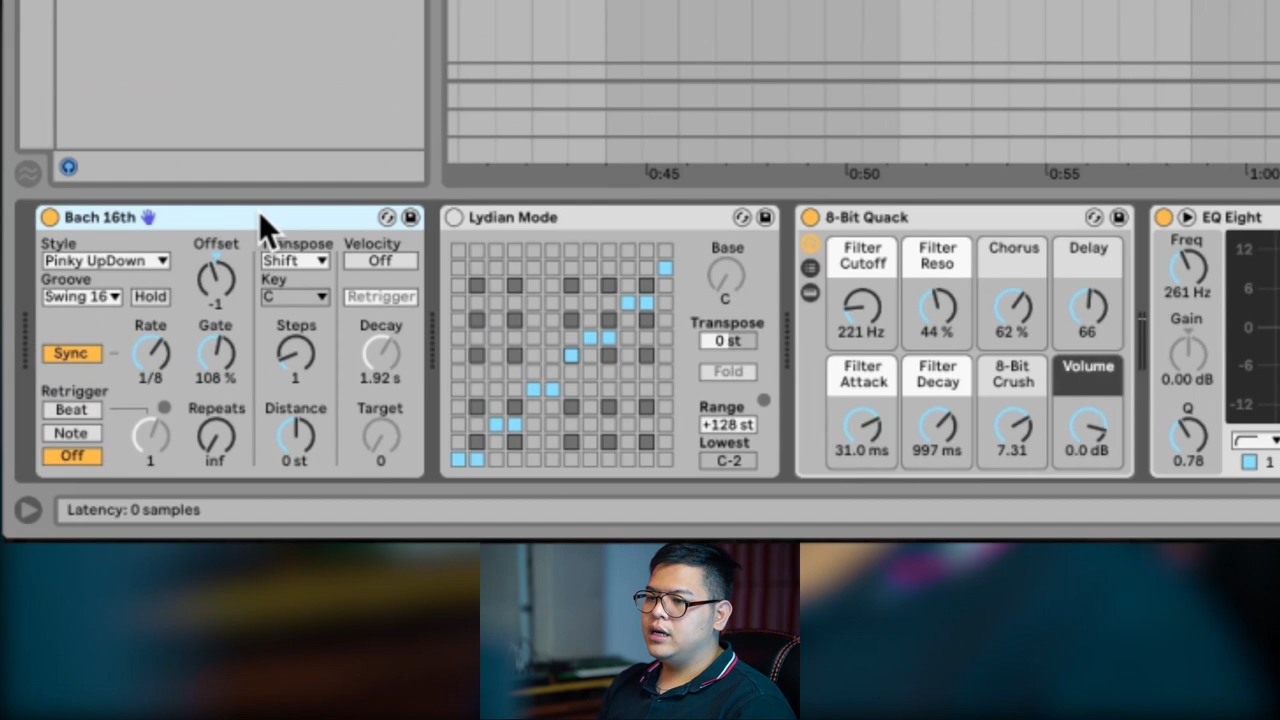 0:45
0:50
0:55
1:00
Bach 16th
Style
Pinky UpDown
Groove
Swing 16
Hold
Offset
-1
Shift
Key
C
Velocity
Off
Retrigger
Sync
Rate
1/8
Gate
108 %
Steps
1
Decay
1.92 s
Retrigger
Beat
Note
Off
1
Repeats
inf
Distance
0 st
Target
0
Lydian Mode
Base
C
Transpose
0 st
Fold
Range
+128 st
Lowest
C-2
8-Bit Quack
Filter
Cutoff
221 Hz
Filter
Reso
44 %
Chorus
62 %
Delay
66
Filter
Attack
31.0 ms
Filter
Decay
997 ms
8-Bit
Crush
7.31
Volume
0.0 dB
EQ Eight
Freq
261 Hz
Gain
0.00 dB
Q
0.78
12
6
0
-6
-12
1
Latency: 0 samples